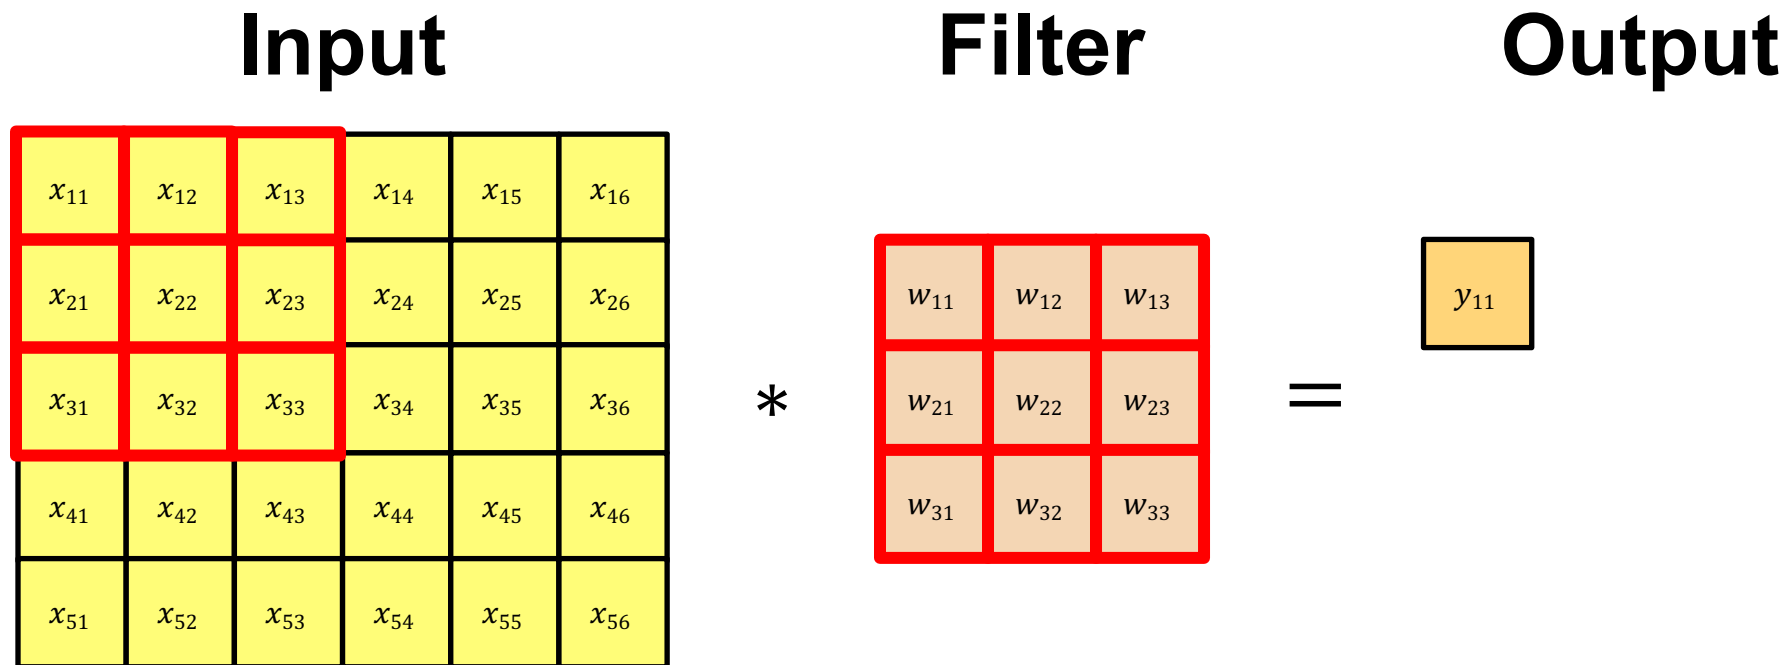 Input Filter Output
x₁₁ x₁₂ x₁₃ x₁₄ x₁₅ x₁₆
x₂₁ x₂₂ x₂₃ x₂₄ x₂₅ x₂₆ w₁₁ w₁₂ w₁₃ y₁₁
x₃₁ x₃₂ x₃₃ x₃₄ x₃₅ x₃₆ * w₂₁ w₂₂ w₂₃ =
x₄₁ x₄₂ x₄₃ x₄₄ x₄₅ x₄₆ w₃₁ w₃₂ w₃₃
x₅₁ x₅₂ x₅₃ x₅₄ x₅₅ x₅₆